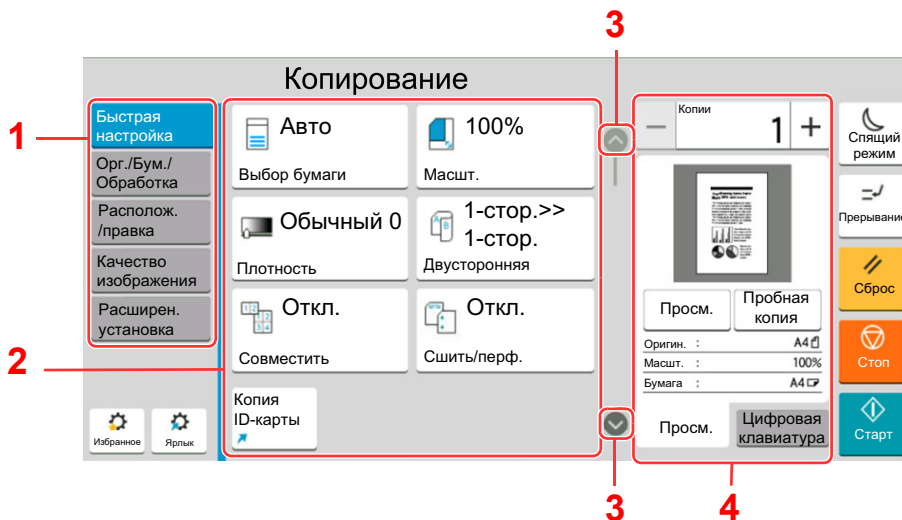 3
Копирование
1
Быстрая
настройка
Орг./Бум./
Обработка
Располож.
/правка
Качество
изображения
Расширен.
установка
2
Избранное
Ярлык
Авто
Выбор бумаги
100%
Масшт.
Обычный 0
Плотность
1-стор.>>
1-стор.
Двусторонняя
Откл.
Совместить
Откл.
Сшить/перф.
Копия
ID-карты
Копии
1
Просм.
Пробная
копия
Оригин. : A4
Масшт. : 100%
Бумага : A4
Просм.
Цифровая
клавиатура
Спящий
режим
Прерывание
Сброс
Стоп
Старт
3
4